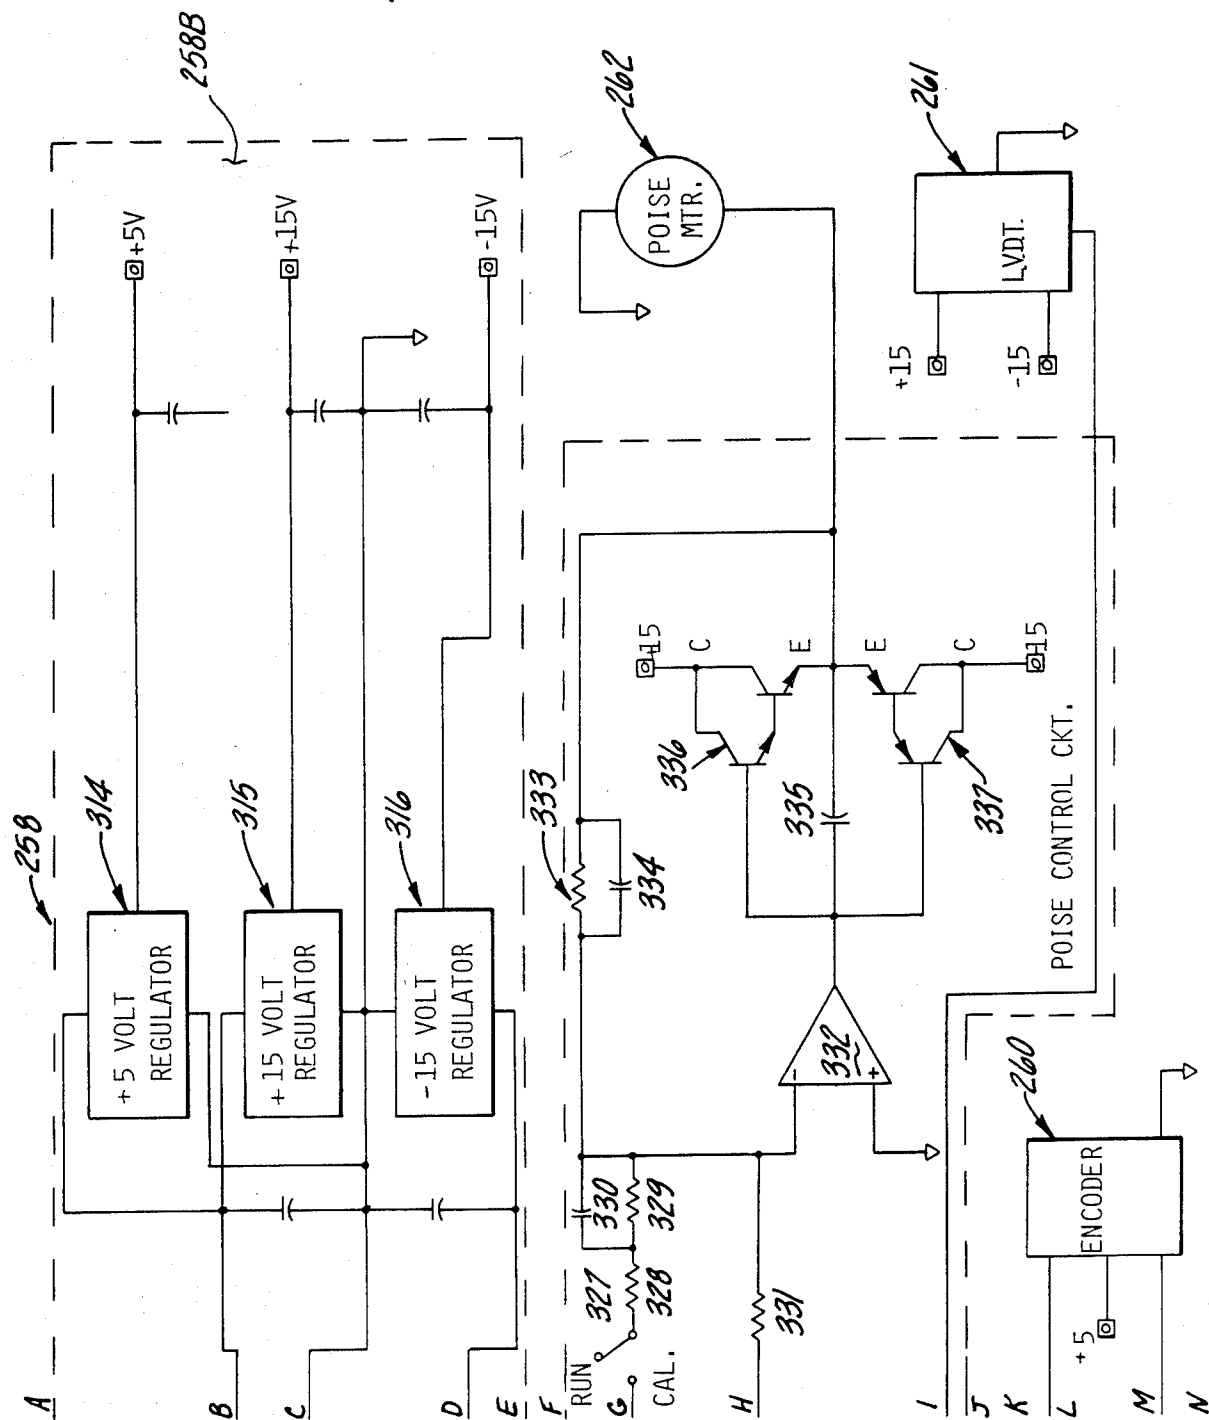 258B
258
314
+5 VOLT
REGULATOR
+5V
315
+15 VOLT
REGULATOR
+15V
316
-15 VOLT
REGULATOR
-15V
A
B
C
D
E
F
RUN
G
CAL.
327
328
330
329
333
334
H
331
332
-
+
335
336
337
+15
C
E
E
C
-15
POISE CONTROL CKT.
POISE
MTR.
262
261
L.V.D.T.
+15
-15
I
J
K
L
M
N
+5
ENCODER
260